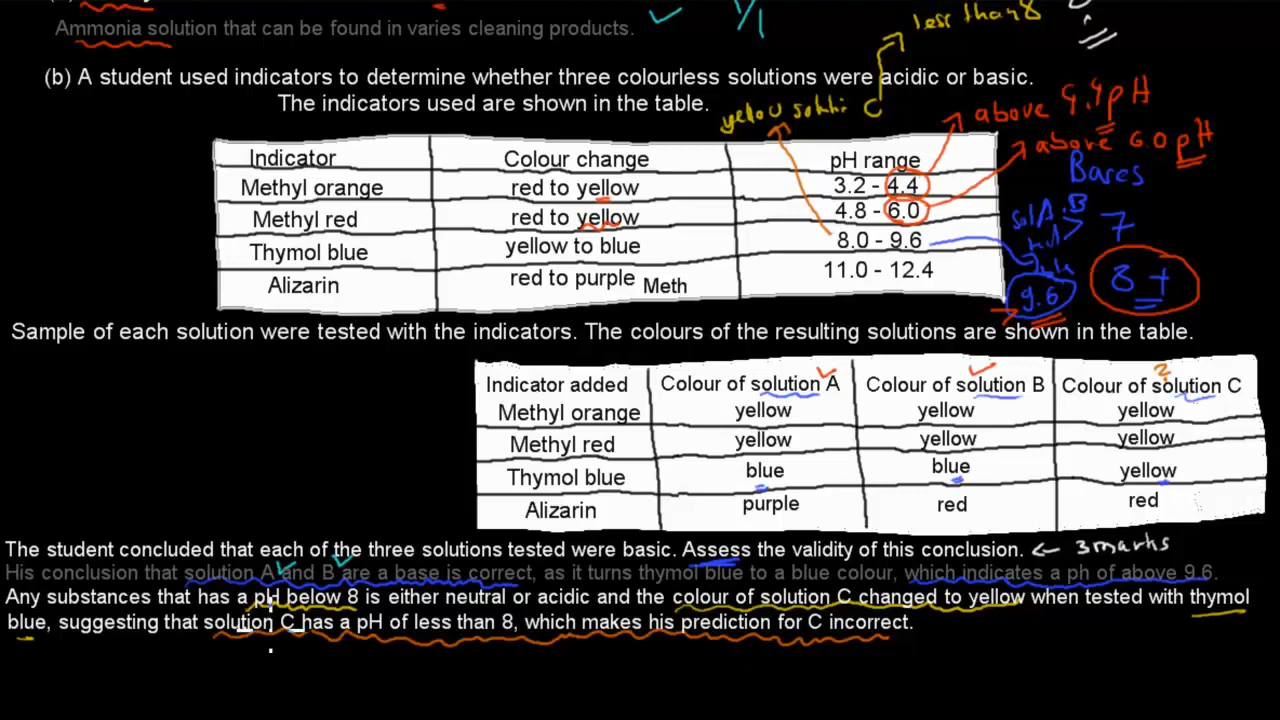 Ammonia solution that can be found in varies cleaning products.
less than 8
(b) A student used indicators to determine whether three colourless solutions were acidic or basic.
The indicators used are shown in the table.
C
above 4.4 pH
above 6.0 pH
Bases
Indicator Colour change pH range
Methyl orange red to yellow 3.2 - 4.4
Methyl red red to yellow 4.8 - 6.0
Thymol blue yellow to blue 8.0 - 9.6
Alizarin red to purple 11.0 - 12.4
Meth
7
9.6
8 +
Sample of each solution were tested with the indicators. The colours of the resulting solutions are shown in the table.
?
Indicator added Colour of solution A Colour of solution B Colour of solution C
Methyl orange yellow yellow yellow
Methyl red yellow yellow yellow
Thymol blue blue blue yellow
Alizarin purple red red
The student concluded that each of the three solutions tested were basic. Assess the validity of this conclusion. ← 3 marks
His conclusion that solution A and B are a base is correct, as it turns thymol blue to a blue colour, which indicates a ph of above 9.6.
Any substances that has a pH below 8 is either neutral or acidic and the colour of solution C changed to yellow when tested with thymol
blue, suggesting that solution C has a pH of less than 8, which makes his prediction for C incorrect.